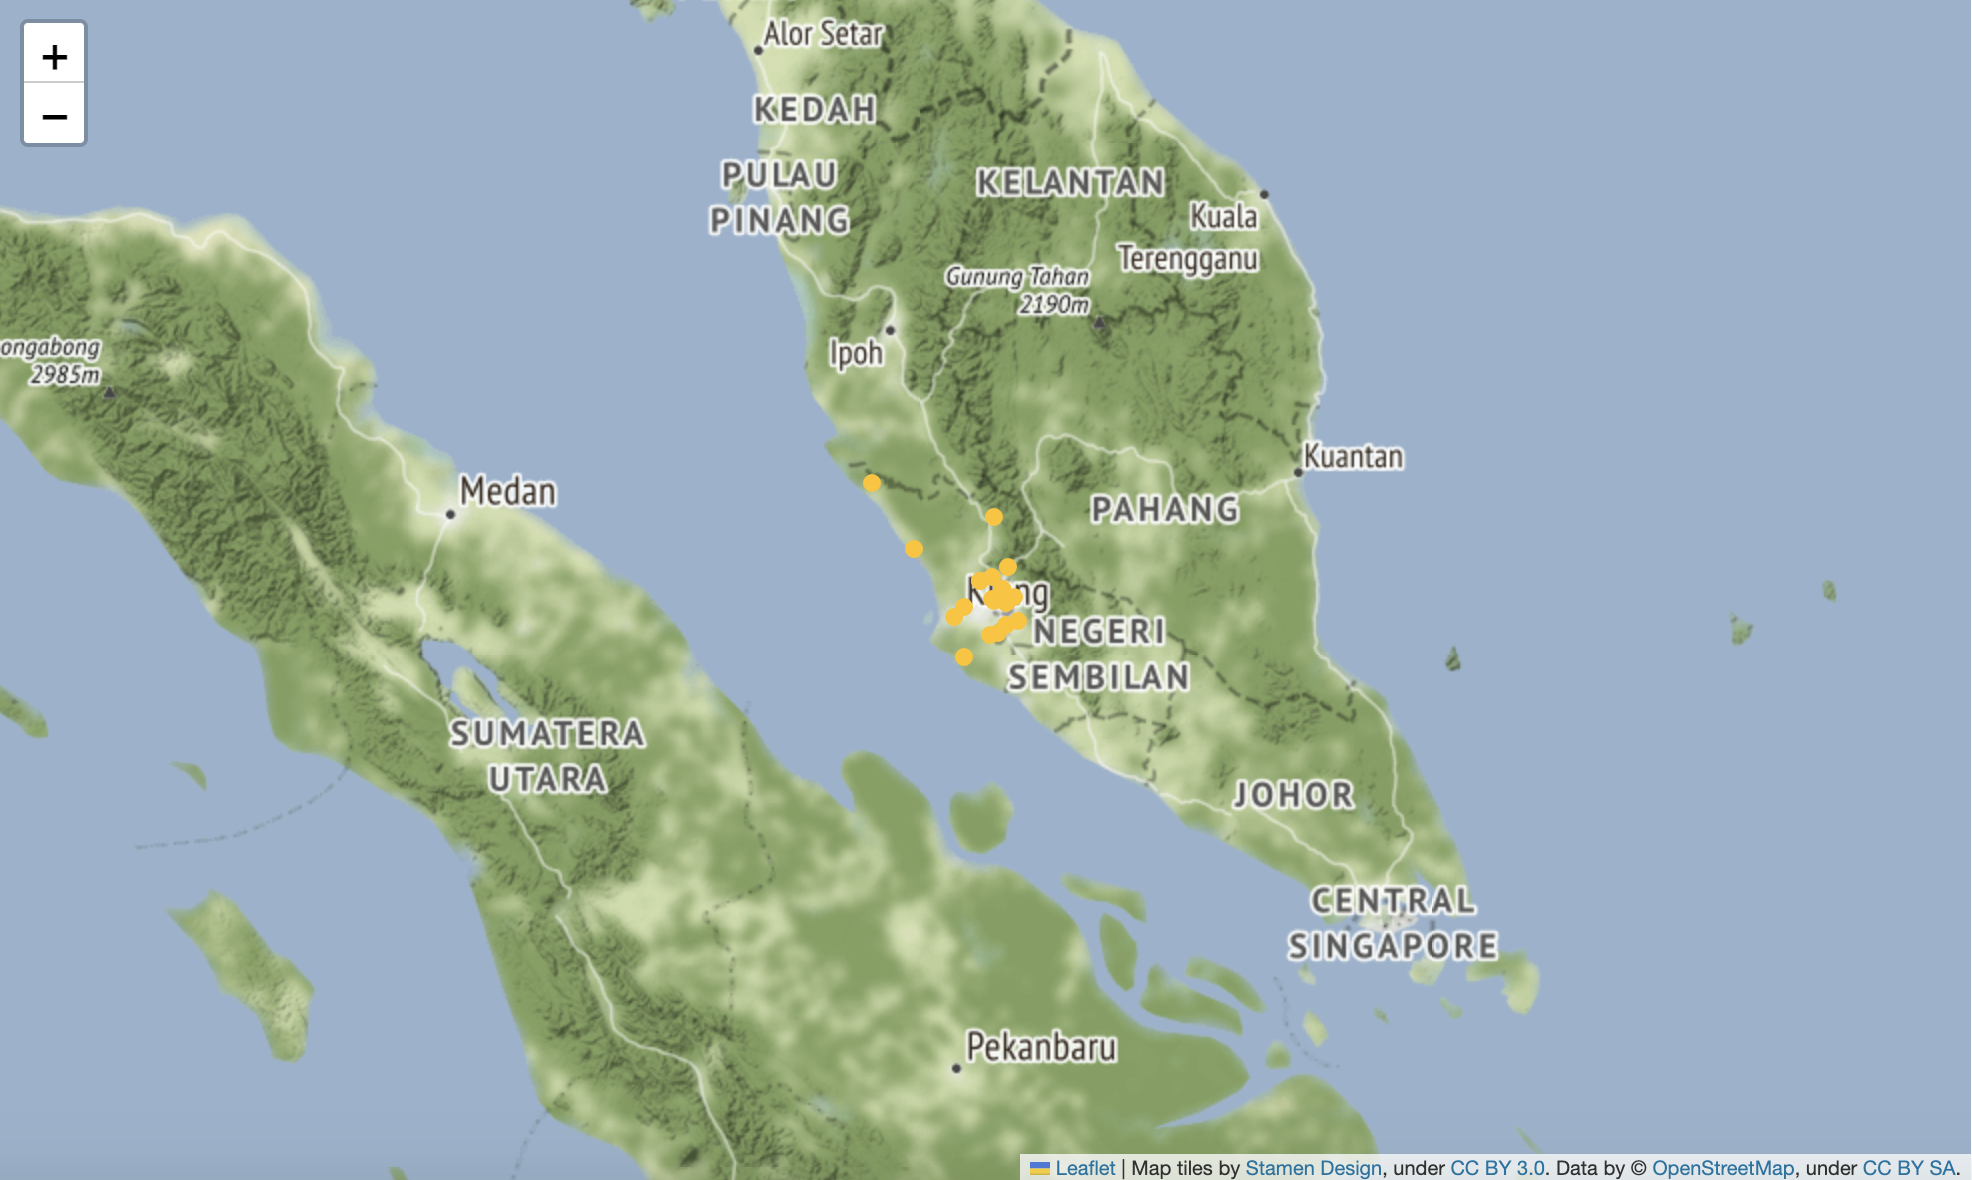 +
−
Alor Setar
KEDAH
PULAU
PINANG
KELANTAN
Kuala
Terengganu
Gunung Tahan
2190m
Ipoh
ongabong
2985m
Medan
Kuantan
PAHANG
NEGERI
SEMBILAN
SUMATERA
UTARA
JOHOR
CENTRAL
SINGAPORE
Pekanbaru
Leaflet | Map tiles by Stamen Design, under CC BY 3.0. Data by © OpenStreetMap, under CC BY SA.